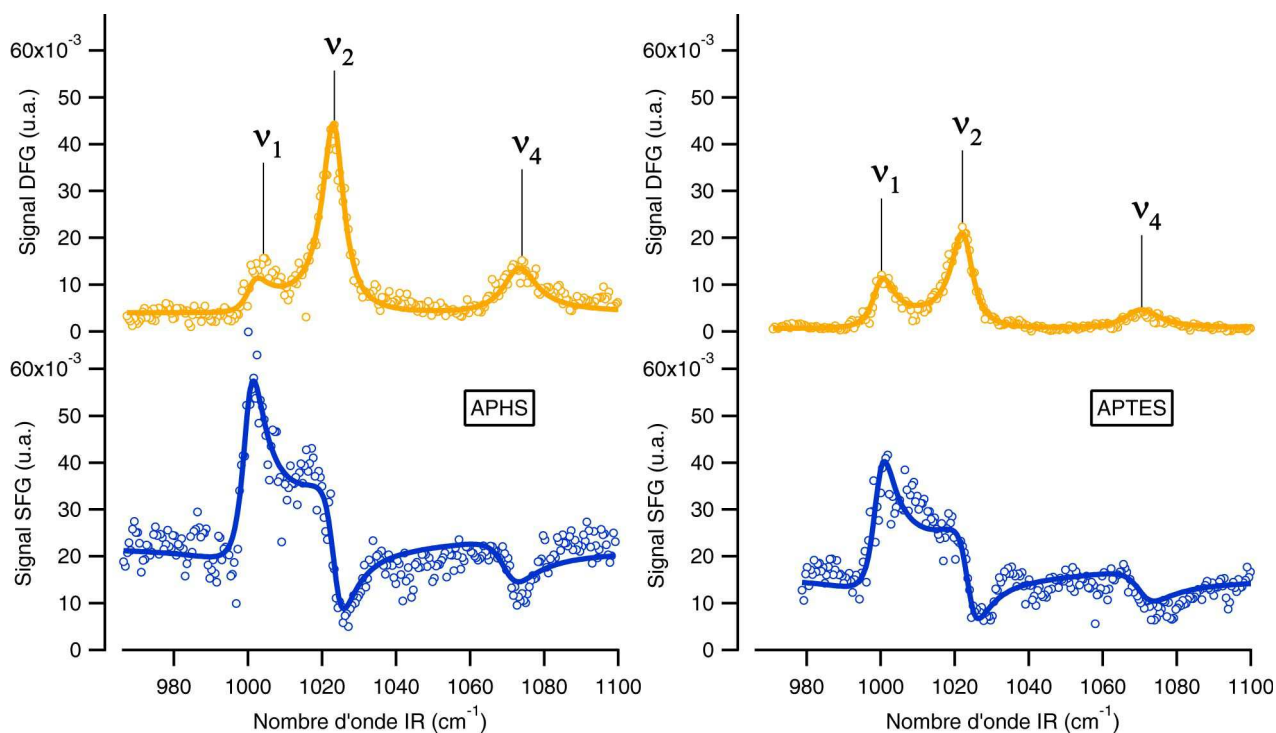 60x10⁻³
50
40
30
20
10
0
Signal DFG (u.a.)
ν₁
ν₂
ν₄
60x10⁻³
50
40
30
20
10
0
Signal SFG (u.a.)
APHS
980 1000 1020 1040 1060 1080 1100
Nombre d'onde IR (cm⁻¹)
60x10⁻³
50
40
30
20
10
0
Signal DFG (u.a.)
ν₁
ν₂
ν₄
60x10⁻³
50
40
30
20
10
0
Signal SFG (u.a.)
APTES
980 1000 1020 1040 1060 1080 1100
Nombre d'onde IR (cm⁻¹)